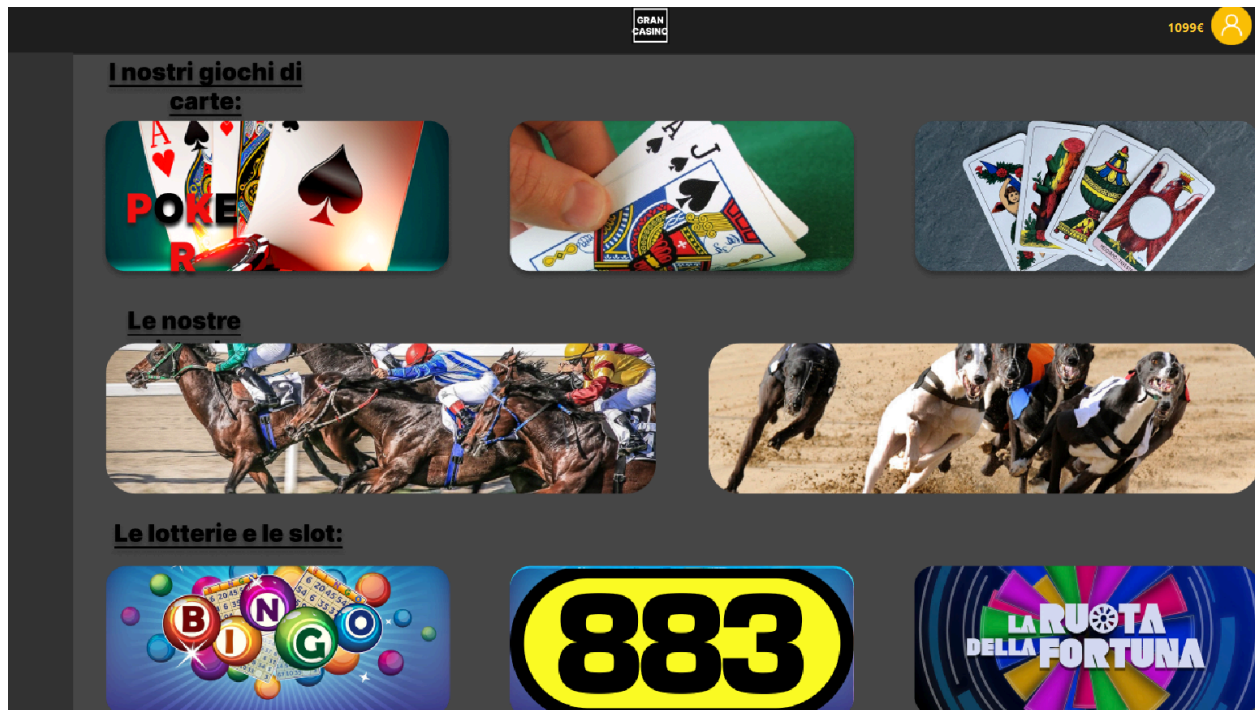 GRAN
CASINO
1099€
I nostri giochi di
carte:
A
A
J
POKE
R
Le nostre
Le lotterie e le slot:
B
I
N
G
O
883
LA RUOTA
DELLA FORTUNA